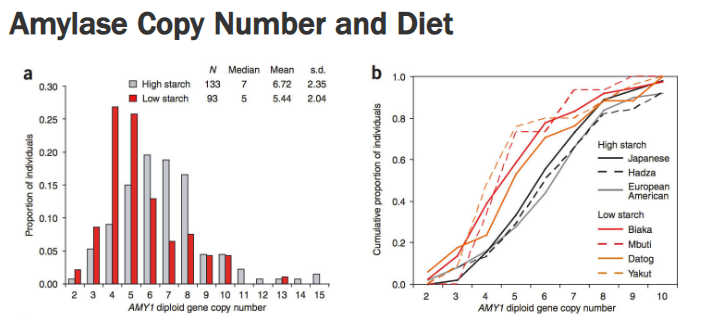 Amylase Copy Number and Diet
a
N Median Mean s.d.
High starch 133 7 6.72 2.35
Low starch 93 5 5.44 2.04
Proportion of individuals
0.30
0.25
0.20
0.15
0.10
0.05
0.00
2 3 4 5 6 7 8 9 10 11 12 13 14 15
AMY1 diploid gene copy number
b
Cumulative proportion of individuals
1.0
0.8
0.6
0.4
0.2
0.0
2 3 4 5 6 7 8 9 10
AMY1 diploid gene copy number
High starch
Japanese
Hadza
European
American
Low starch
Biaka
Mbuti
Datog
Yakut